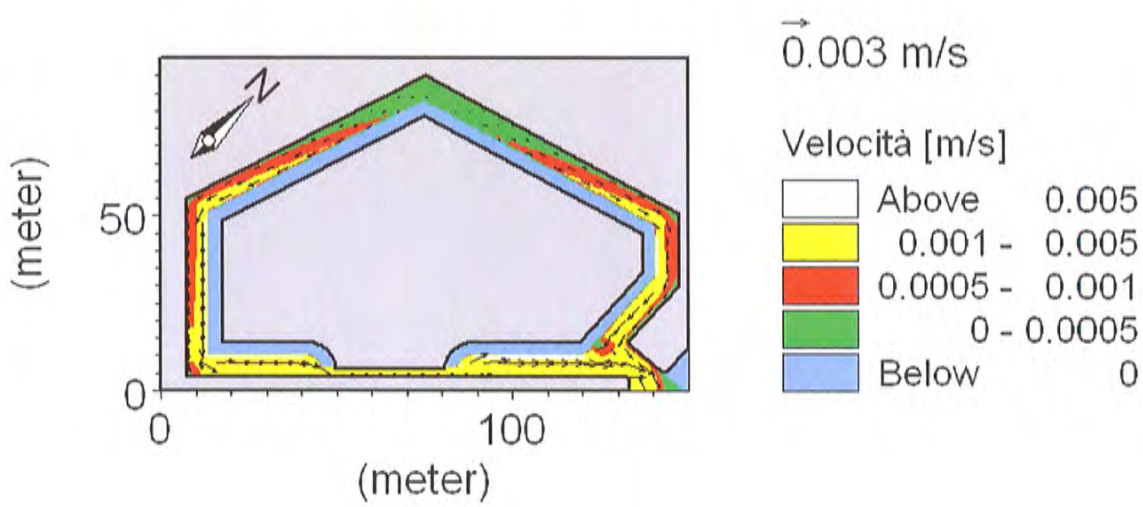 N
(meter)
50
0
0 100
(meter)
0.003 m/s
Velocità [m/s]
Above 0.005
0.001 - 0.005
0.0005 - 0.001
0 - 0.0005
Below 0